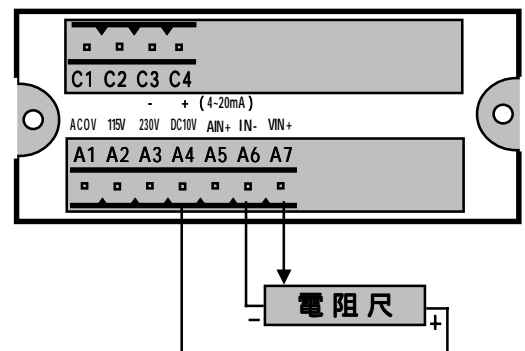 C1 C2 C3 C4
- + (4~20mA)
AC0V 115V 230V DC10V AIN+ IN- VIN+
A1 A2 A3 A4 A5 A6 A7
電阻尺
- +